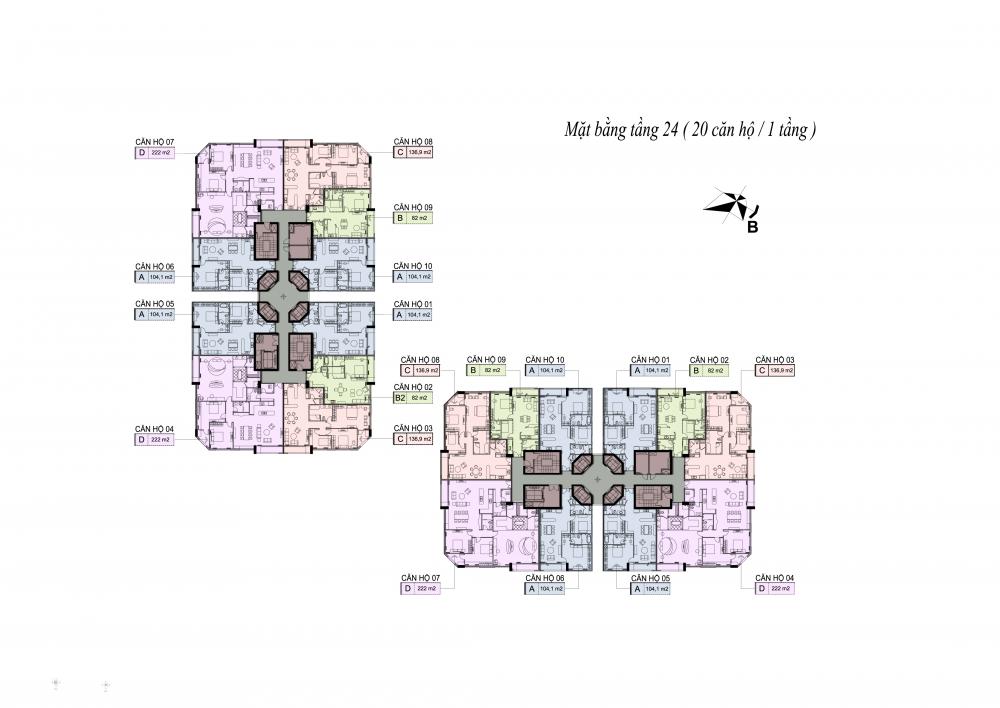 Mặt bằng tầng 24 ( 20 căn hộ / 1 tầng )
B
CĂN HỘ 07
D 222 m2
CĂN HỘ 08
C 136,9 m2
CĂN HỘ 09
B 82 m2
CĂN HỘ 06
A 104,1 m2
CĂN HỘ 10
A 104,1 m2
CĂN HỘ 05
A 104,1 m2
CĂN HỘ 01
A 104,1 m2
CĂN HỘ 02
B2 82 m2
CĂN HỘ 04
D 222 m2
CĂN HỘ 03
C 136,9 m2
CĂN HỘ 08
C 136,9 m2
CĂN HỘ 09
B 82 m2
CĂN HỘ 10
A 104,1 m2
CĂN HỘ 01
A 104,1 m2
CĂN HỘ 02
B 82 m2
CĂN HỘ 03
C 136,9 m2
CĂN HỘ 07
D 222 m2
CĂN HỘ 06
A 104,1 m2
CĂN HỘ 05
A 104,1 m2
CĂN HỘ 04
D 222 m2